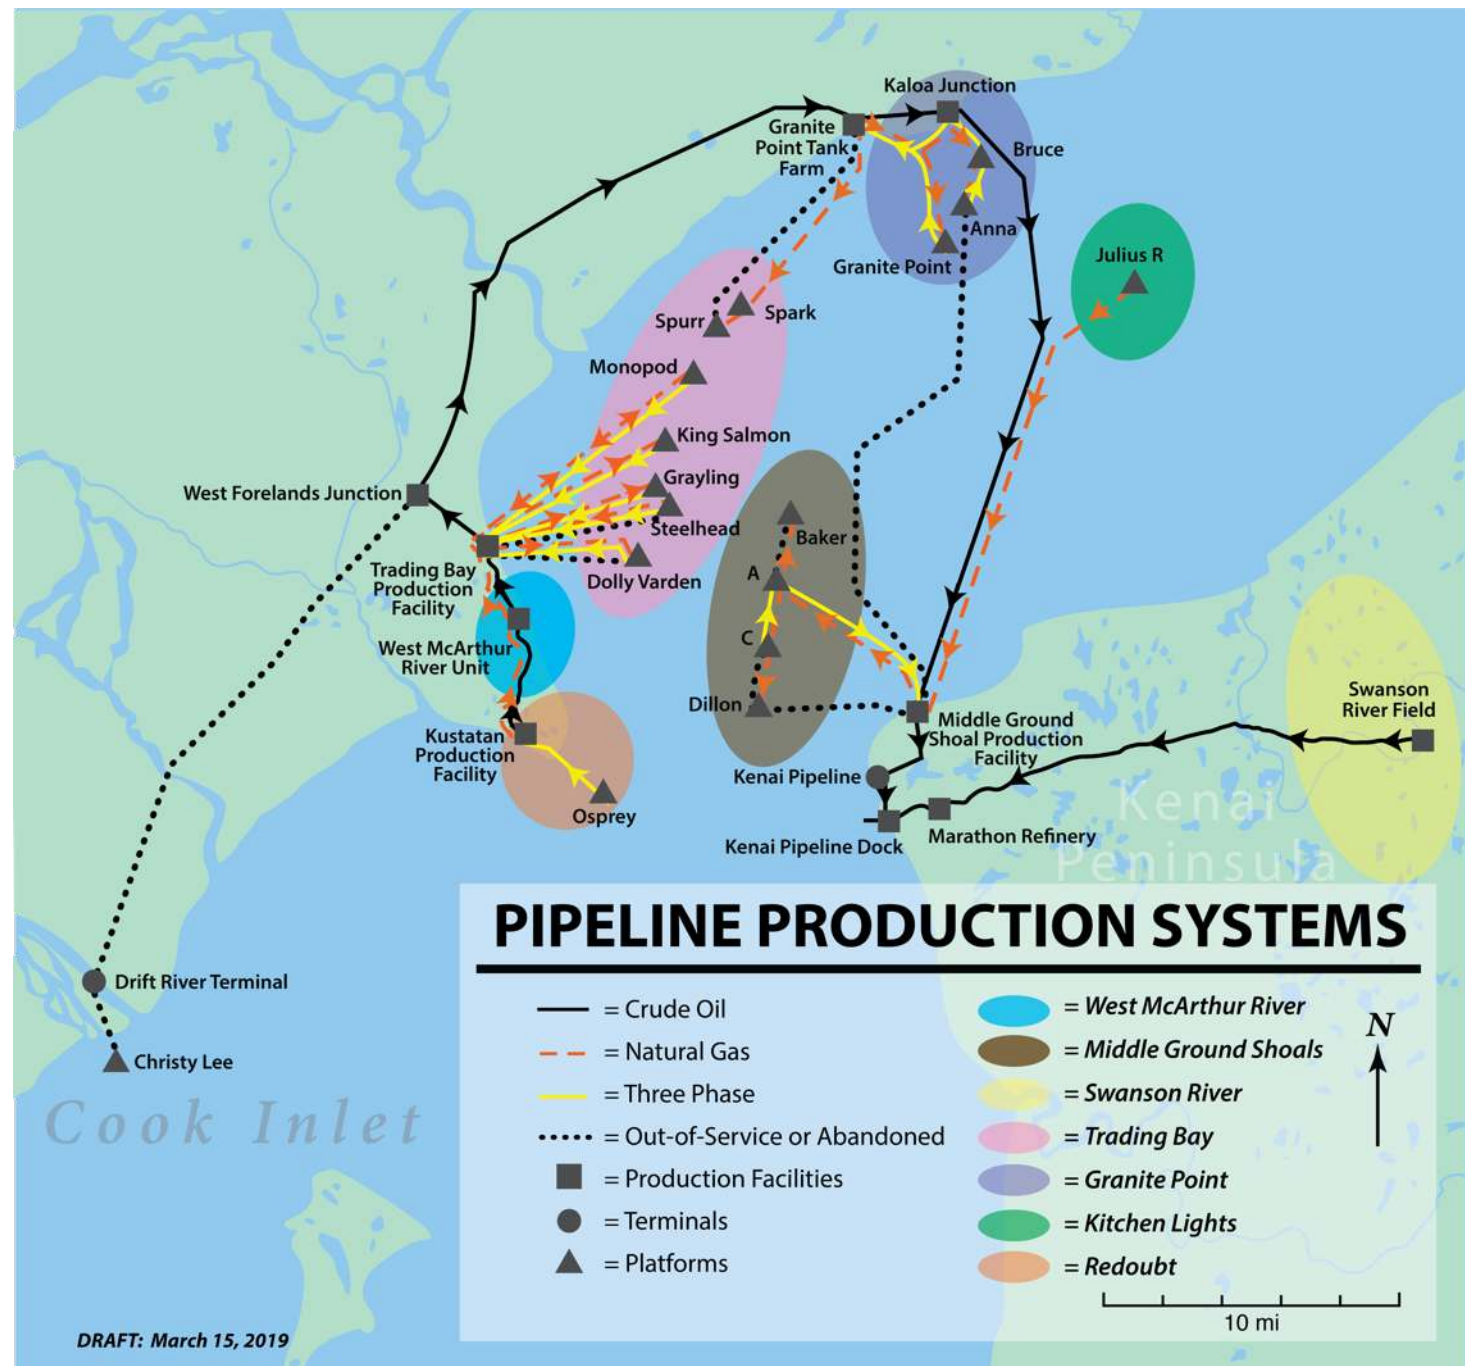 Kaloa Junction
Granite
Point Tank
Farm
Bruce
Anna
Granite Point
Julius R
Spurr
Spark
Monopod
King Salmon
Grayling
Steelhead
Dolly Varden
West Forelands Junction
Trading Bay
Production
Facility
West McArthur
River Unit
Kustatan
Production
Facility
Osprey
Baker
A
C
Dillon
Middle Ground
Shoal Production
Facility
Swanson
River Field
Kenai Pipeline
Kenai Pipeline Dock
Marathon Refinery
Kenai
Peninsula
Drift River Terminal
Christy Lee
Cook Inlet
PIPELINE PRODUCTION SYSTEMS
= Crude Oil
= Natural Gas
= Three Phase
= Out-of-Service or Abandoned
= Production Facilities
= Terminals
= Platforms
= West McArthur River
= Middle Ground Shoals
= Swanson River
= Trading Bay
= Granite Point
= Kitchen Lights
= Redoubt
N
10 mi
DRAFT: March 15, 2019